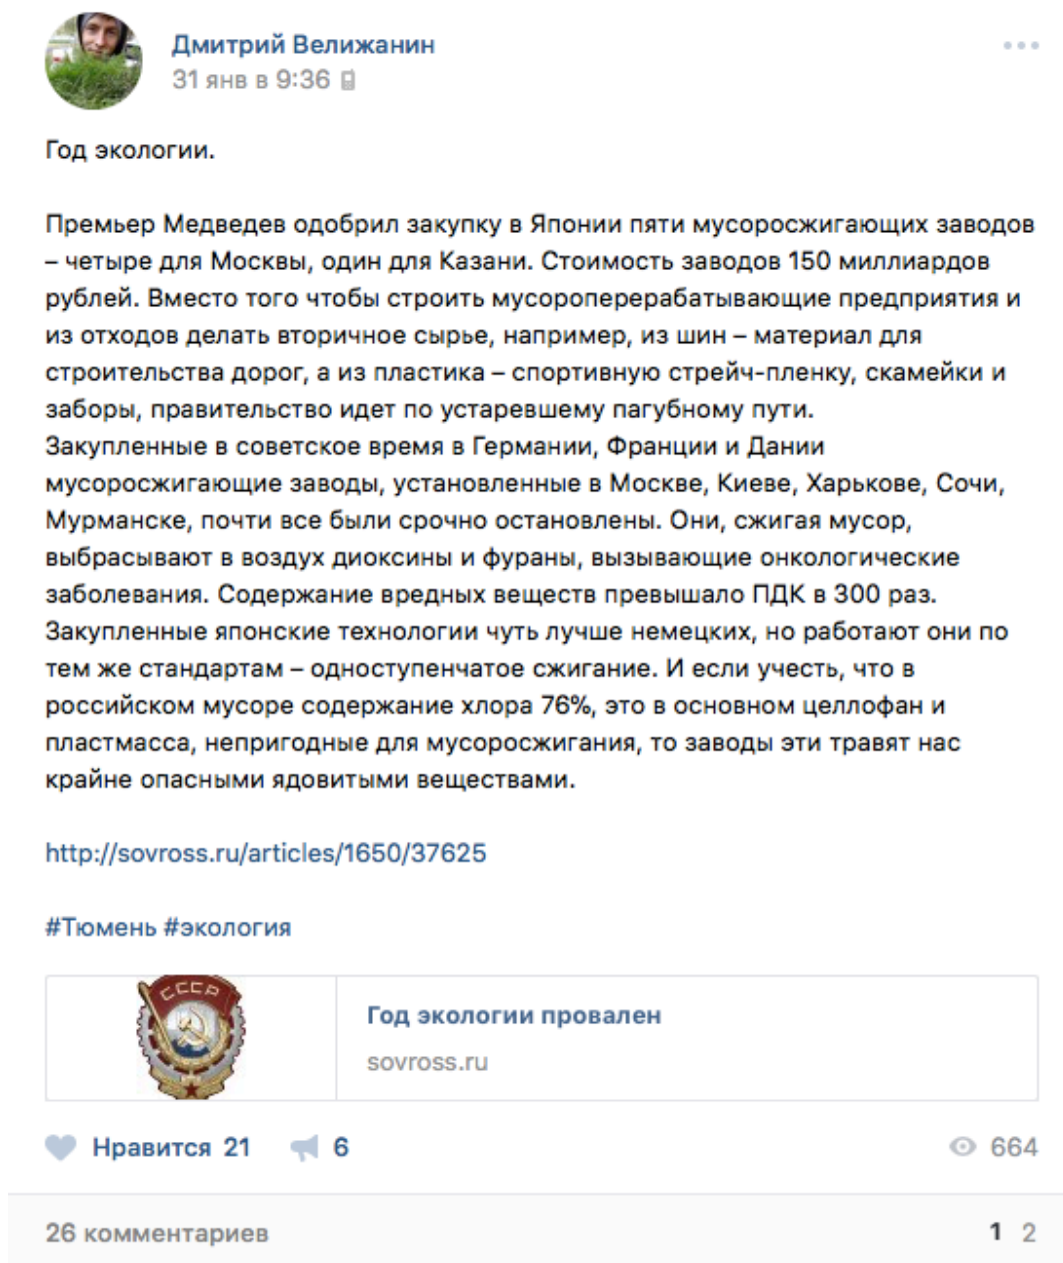 Дмитрий Велижанин
31 янв в 9:36
Год экологии.
Премьер Медведев одобрил закупку в Японии пяти мусоросжигающих заводов
– четыре для Москвы, один для Казани. Стоимость заводов 150 миллиардов
рублей. Вместо того чтобы строить мусороперерабатывающие предприятия и
из отходов делать вторичное сырье, например, из шин – материал для
строительства дорог, а из пластика – спортивную стрейч-пленку, скамейки и
заборы, правительство идет по устаревшему пагубному пути.
Закупленные в советское время в Германии, Франции и Дании
мусоросжигающие заводы, установленные в Москве, Киеве, Харькове, Сочи,
Мурманске, почти все были срочно остановлены. Они, сжигая мусор,
выбрасывают в воздух диоксины и фураны, вызывающие онкологические
заболевания. Содержание вредных веществ превышало ПДК в 300 раз.
Закупленные японские технологии чуть лучше немецких, но работают они по
тем же стандартам – одноступенчатое сжигание. И если учесть, что в
российском мусоре содержание хлора 76%, это в основном целлофан и
пластмасса, непригодные для мусоросжигания, то заводы эти травят нас
крайне опасными ядовитыми веществами.
http://sovross.ru/articles/1650/37625
#Тюмень #экология
СССР
Год экологии провален
sovross.ru
Нравится 21 6 664
26 комментариев 1 2